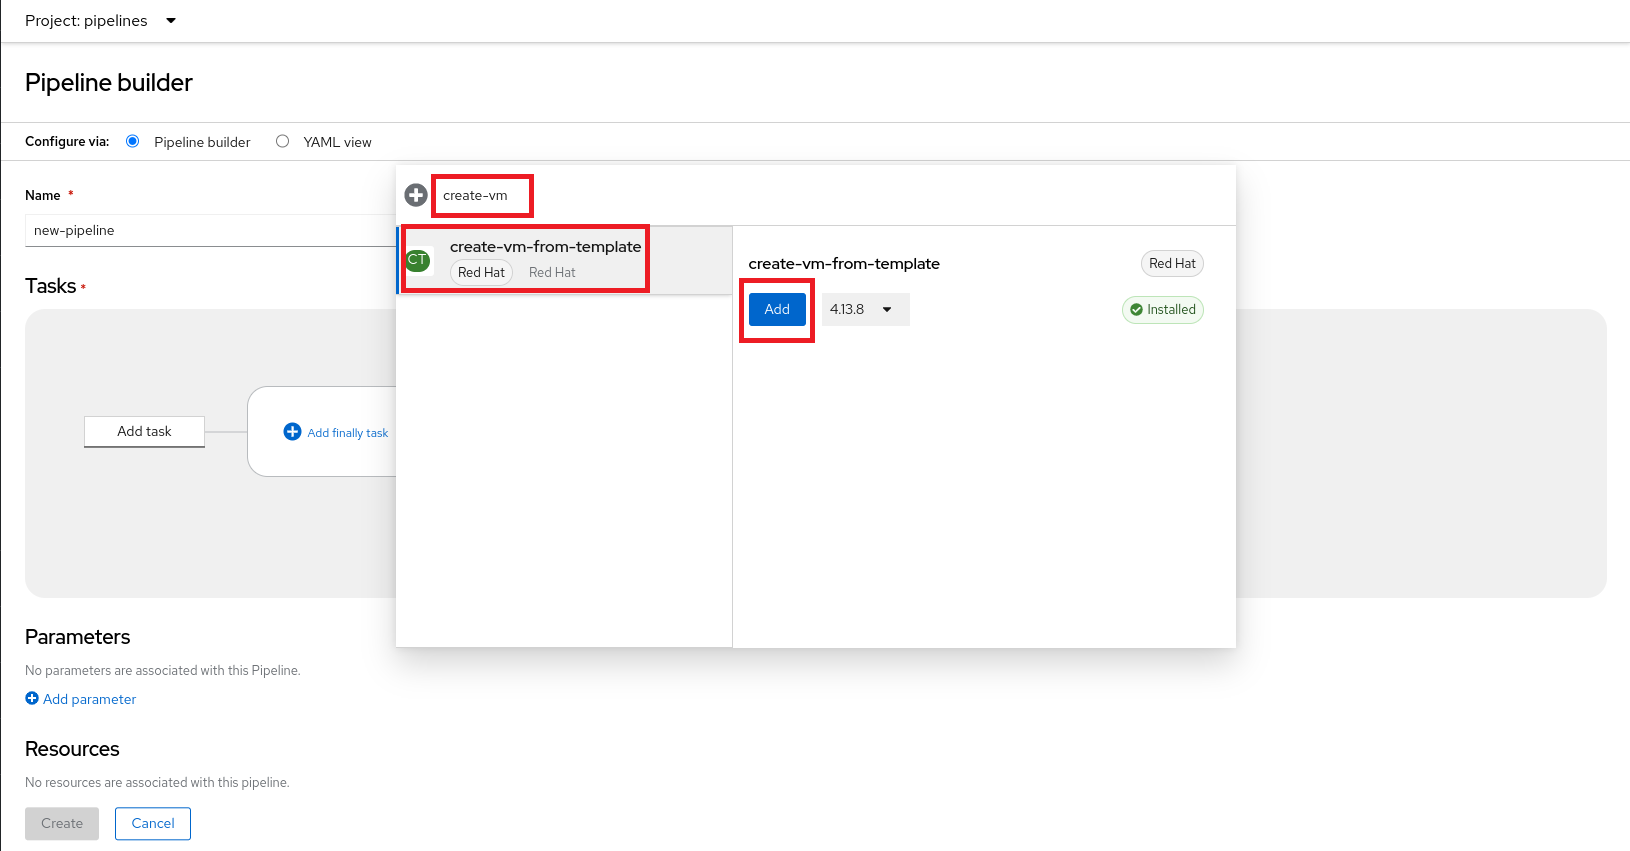 Project: pipelines
Pipeline builder
Configure via: Pipeline builder YAML view
Name *
new-pipeline
create-vm
CT create-vm-from-template
Red Hat Red Hat
create-vm-from-template Red Hat
Add 4.13.8 Installed
Tasks *
Add task
Add finally task
Parameters
No parameters are associated with this Pipeline.
Add parameter
Resources
No resources are associated with this pipeline.
Create Cancel